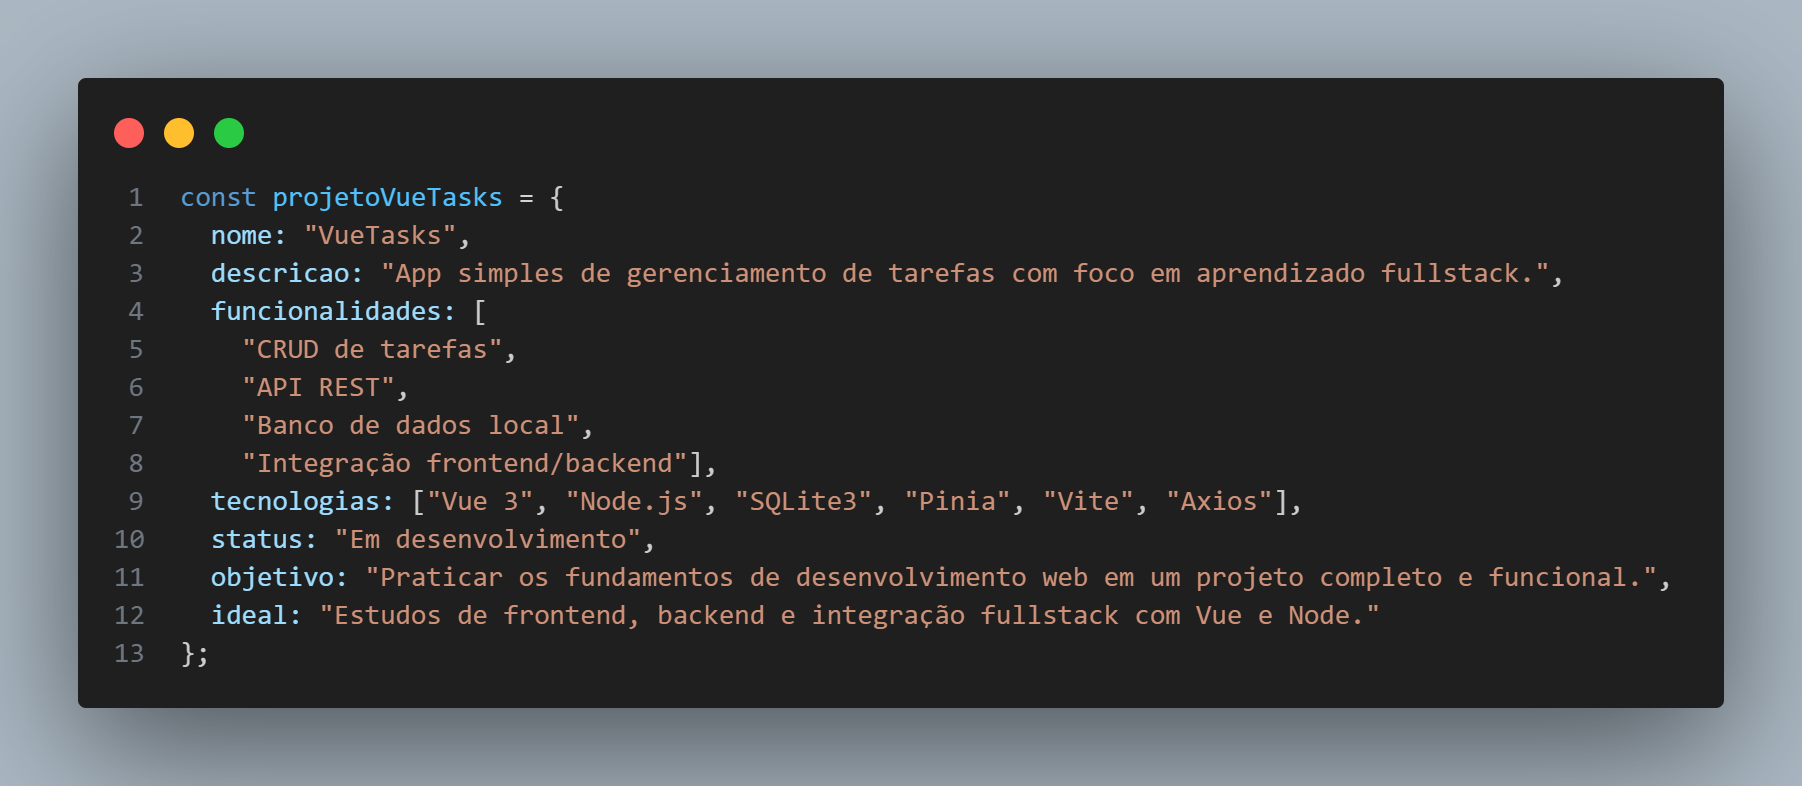 1 const projetoVueTasks = {
2 nome: "VueTasks",
3 descricao: "App simples de gerenciamento de tarefas com foco em aprendizado fullstack.",
4 funcionalidades: [
5 "CRUD de tarefas",
6 "API REST",
7 "Banco de dados local",
8 "Integração frontend/backend"],
9 tecnologias: ["Vue 3", "Node.js", "SQLite3", "Pinia", "Vite", "Axios"],
10 status: "Em desenvolvimento",
11 objetivo: "Praticar os fundamentos de desenvolvimento web em um projeto completo e funcional.",
12 ideal: "Estudos de frontend, backend e integração fullstack com Vue e Node."
13 };